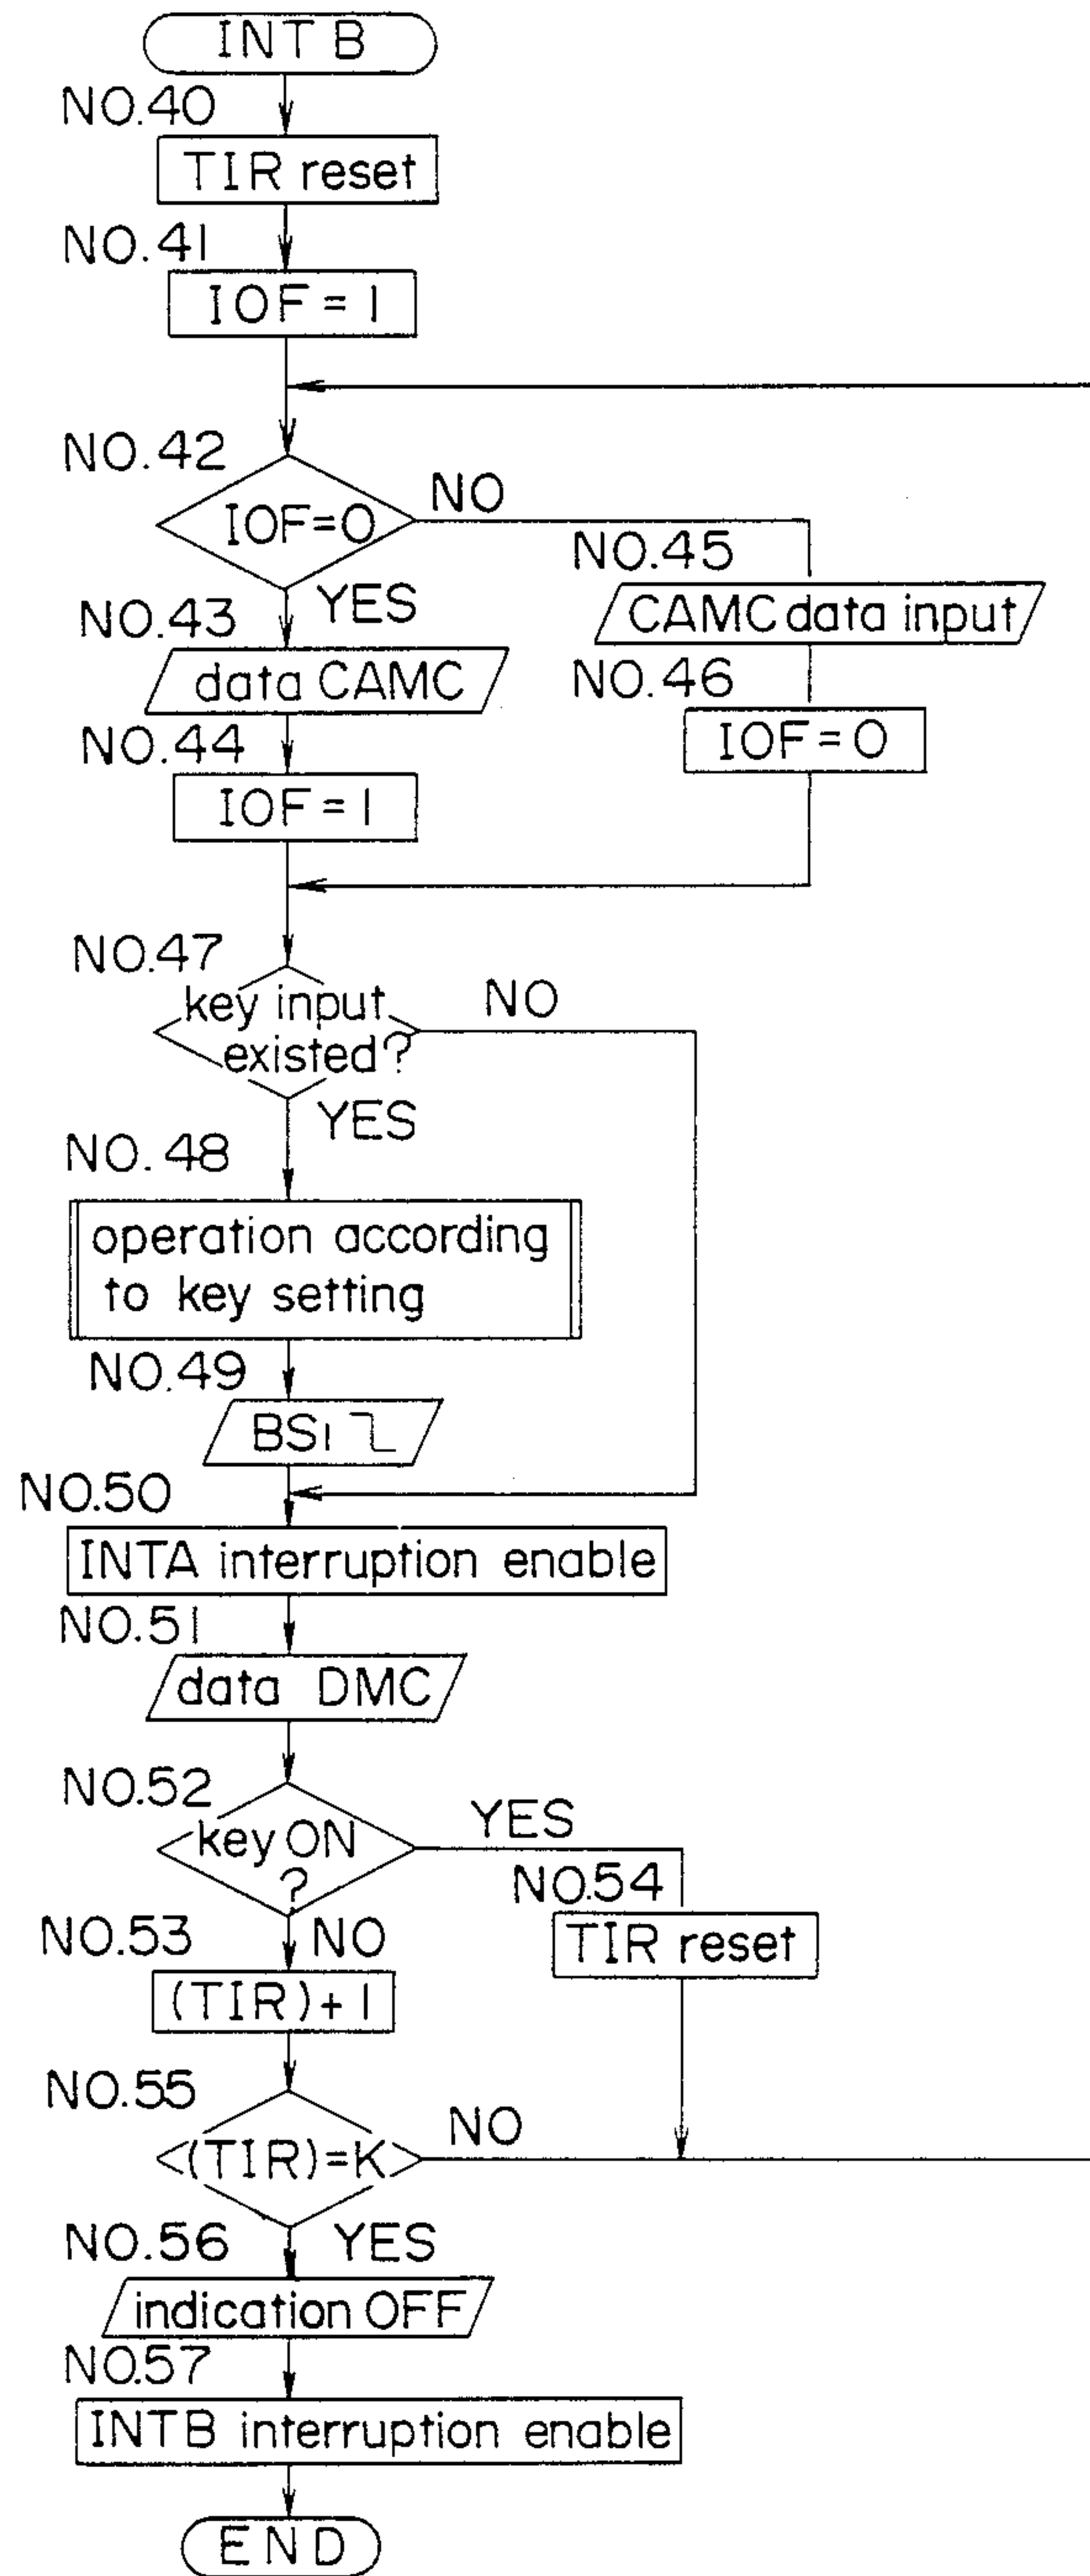 INT B
NO.40
TIR reset
NO.41
IOF = 1
NO.42
IOF=0
NO
YES
NO.43
data CAMC
NO.44
IOF = 1
NO.45
CAMC data input
NO.46
IOF = 0
NO.47
key input
existed?
NO
YES
NO.48
operation according
to key setting
NO.49
BS1
NO.50
INTA interruption enable
NO.51
data DMC
NO.52
key ON
?
YES
NO
NO.53
(TIR)+1
NO.54
TIR reset
NO.55
(TIR)=K
NO
YES
NO.56
indication OFF
NO.57
INTB interruption enable
END